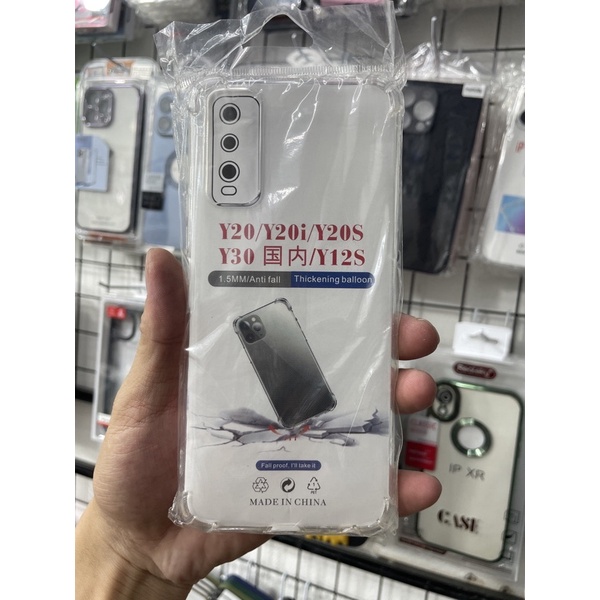 Y20/Y20i/Y20S
Y30 国内/Y12S
1.5MM/Anti fall
Thickening balloon
Fall proof, I'll take it
MADE IN CHINA
IP XR
CASE